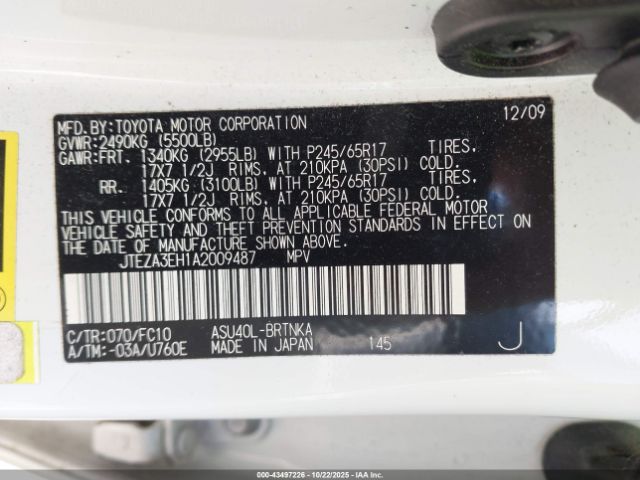 MFD.BY:TOYOTA MOTOR CORPORATION 12/09
GVWR:2490KG (5500LB)
GAWR:FRT. 1340KG (2955LB) WITH P245/65R17 TIRES.
17X7 1/2J RIMS, AT 210KPA (30PSI) COLD.
RR. 1405KG (3100LB) WITH P245/65R17 TIRES.
17X7 1/2J RIMS, AT 210KPA (30PSI) COLD.
THIS VEHICLE CONFORMS TO ALL APPLICABLE FEDERAL MOTOR
VEHICLE SAFETY AND THEFT PREVENTION STANDARDS IN EFFECT ON
THE DATE OF MANUFACTURE SHOWN ABOVE.
JTEZA3EH1A2009487 MPV
C/TR:070/FC10 ASU40L-BRTNKA
A/TM:-03A/U760E MADE IN JAPAN 145 J
000-43497226 - 10/22/2025 - COPYRIGHT IAA, LLC.